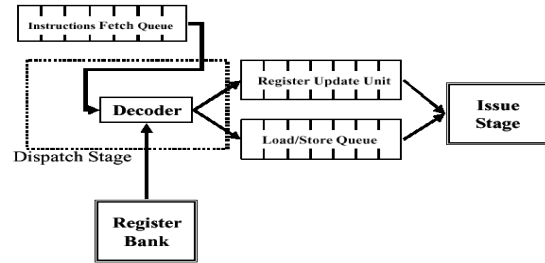 Instructions Fetch Queue
Register Update Unit
Decoder
Issue
Stage
Load/Store Queue
Dispatch Stage
Register
Bank